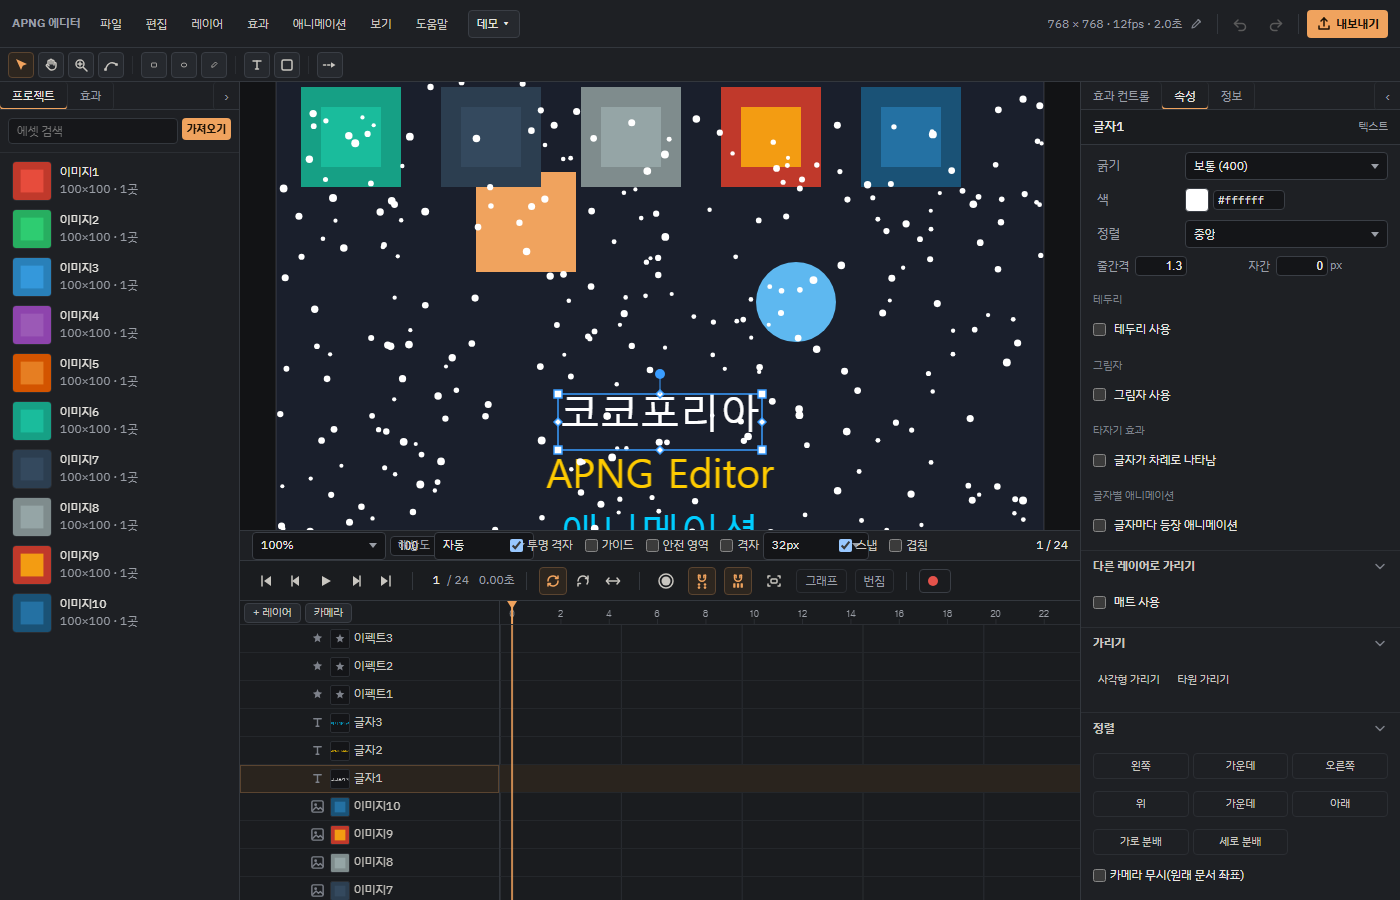 APNG 에디터 파일 편집 레이어 효과 애니메이션 보기 도움말 데모 768 × 768 · 12fps · 2.0초 내보내기
프로젝트 효과
에셋 검색 가져오기
이미지1
100×100 · 1곳
이미지2
100×100 · 1곳
이미지3
100×100 · 1곳
이미지4
100×100 · 1곳
이미지5
100×100 · 1곳
이미지6
100×100 · 1곳
이미지7
100×100 · 1곳
이미지8
100×100 · 1곳
이미지9
100×100 · 1곳
이미지10
100×100 · 1곳
코쿄포리아
APNG Editor
애니메이션
100% 자동 투명 격자 가이드 안전 영역 격자 32px 스냅 겹침 1 / 24
1 / 24 0.00초 그래프 번짐
+ 레이어 카메라 0 2 4 6 8 10 12 14 16 18 20 22
이펙트3
이펙트2
이펙트1
글자3
글자2
글자1
이미지10
이미지9
이미지8
이미지7
효과 컨트롤 속성 정보
글자1 텍스트
굵기 보통 (400)
색 #ffffff
정렬 중앙
줄간격 1.3 자간 0 px
테두리
테두리 사용
그림자
그림자 사용
타자기 효과
글자가 차례로 나타남
글자별 애니메이션
글자마다 등장 애니메이션
다른 레이어로 가리기
매트 사용
가리기
사각형 가리기 타원 가리기
정렬
왼쪽 가운데 오른쪽
위 가운데 아래
가로 분배 세로 분배
카메라 무시(원래 문서 좌표)